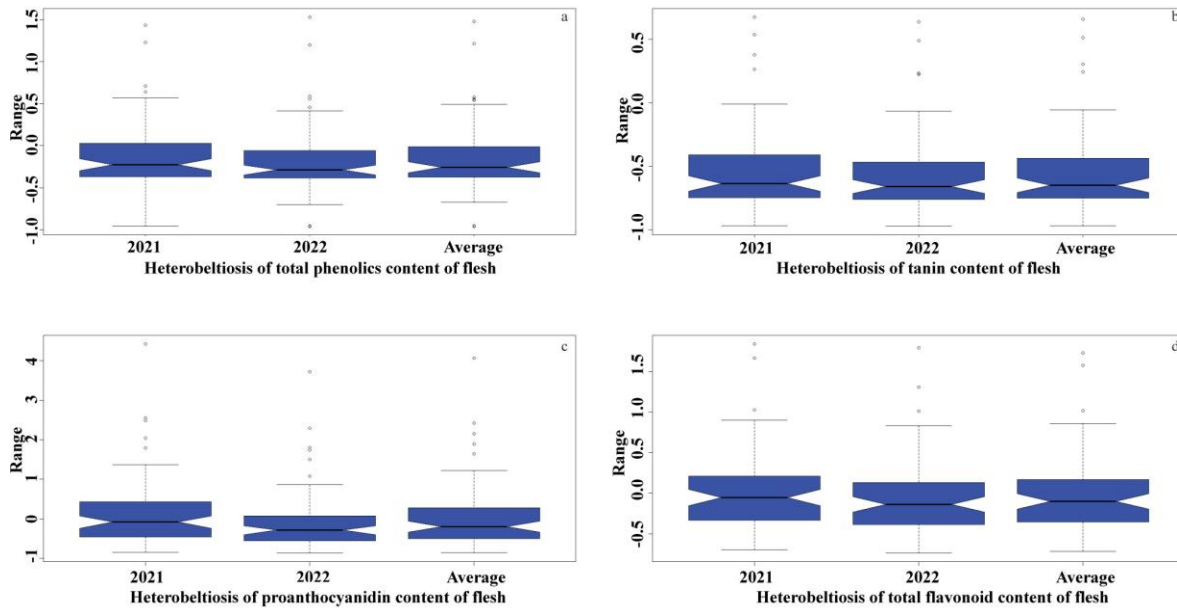 a
Range
1.5
1.0
0.5
0.0
-0.5
-1.0
2021 2022 Average
Heterobeltiosis of total phenolics content of flesh
b
Range
0.5
0.0
-0.5
-1.0
2021 2022 Average
Heterobeltiosis of tanin content of flesh
c
Range
4
3
2
1
0
-1
2021 2022 Average
Heterobeltiosis of proanthocyanidin content of flesh
d
Range
1.5
1.0
0.5
0.0
-0.5
2021 2022 Average
Heterobeltiosis of total flavonoid content of flesh